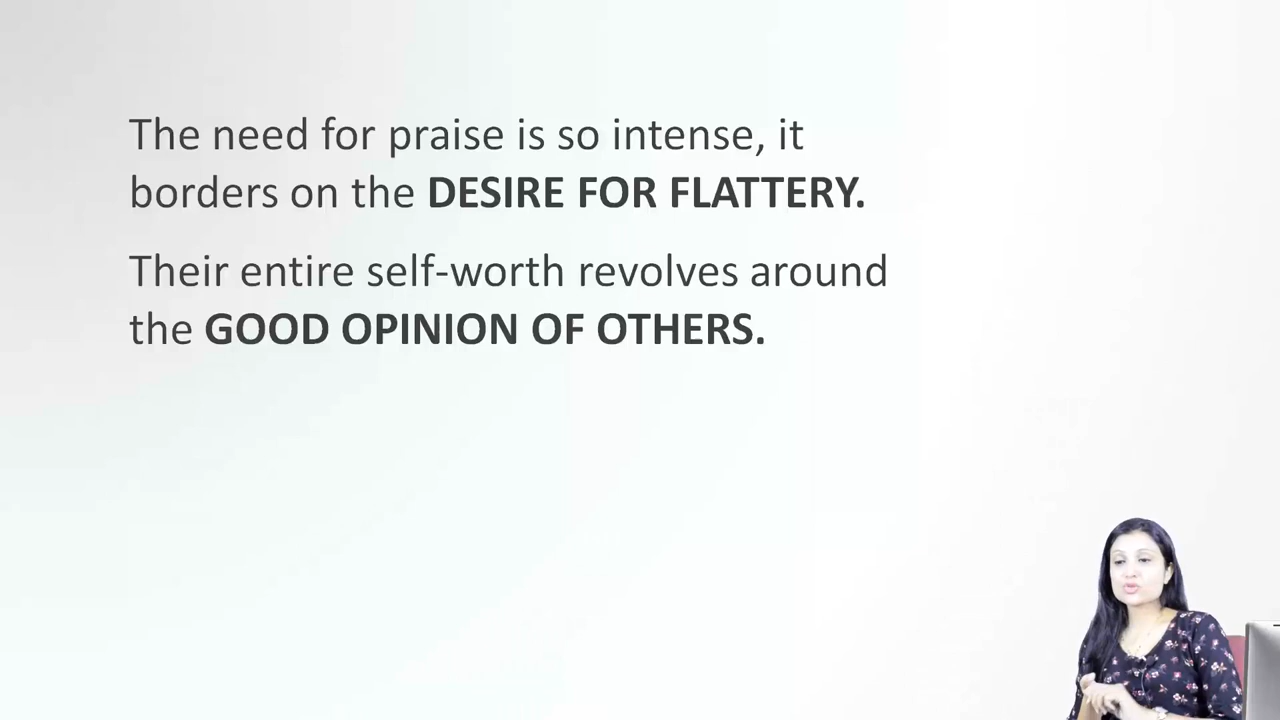 The need for praise is so intense, it
borders on the DESIRE FOR FLATTERY.
Their entire self-worth revolves around
the GOOD OPINION OF OTHERS.